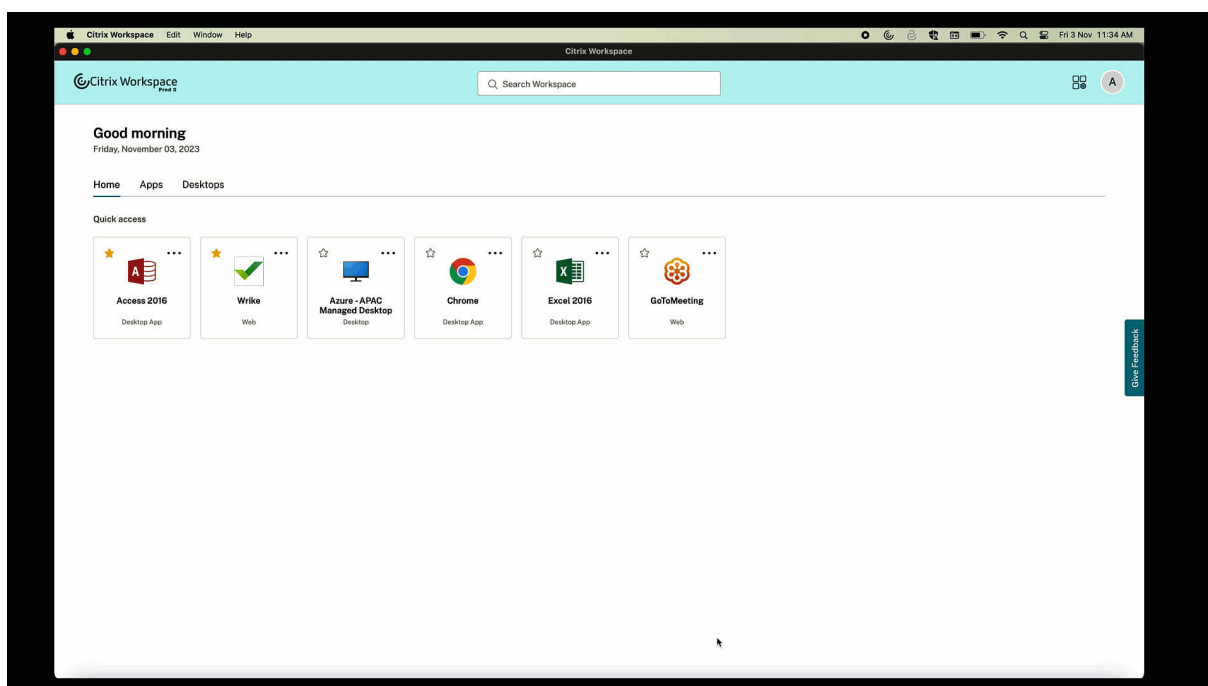 Citrix Workspace Edit Window Help Fri 3 Nov 11:34 AM
Citrix Workspace
Citrix Workspace
Prod G
Search Workspace
A
Good morning
Friday, November 03, 2023
Home Apps Desktops
Quick access
A
X
Access 2016
Wrike
Azure - APAC
Managed Desktop
Chrome
Excel 2016
GoToMeeting
Desktop App
Web
Desktop
Desktop App
Desktop App
Web
Give Feedback